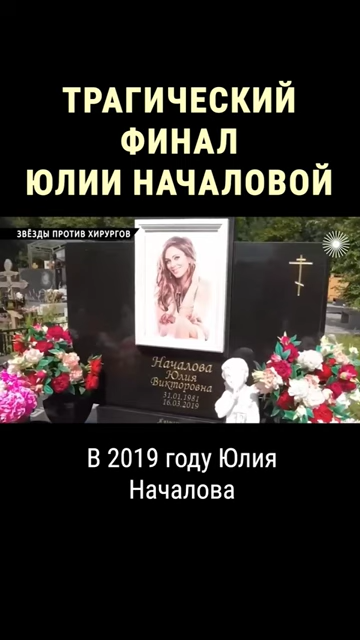 ТРАГИЧЕСКИЙ
ФИНАЛ
ЮЛИИ НАЧАЛОВОЙ
ЗВЁЗДЫ ПРОТИВ ХИРУРГОВ
Началова
Юлия
Викторовна
31.01.1981
16.03.2019
В 2019 году Юлия
Началова